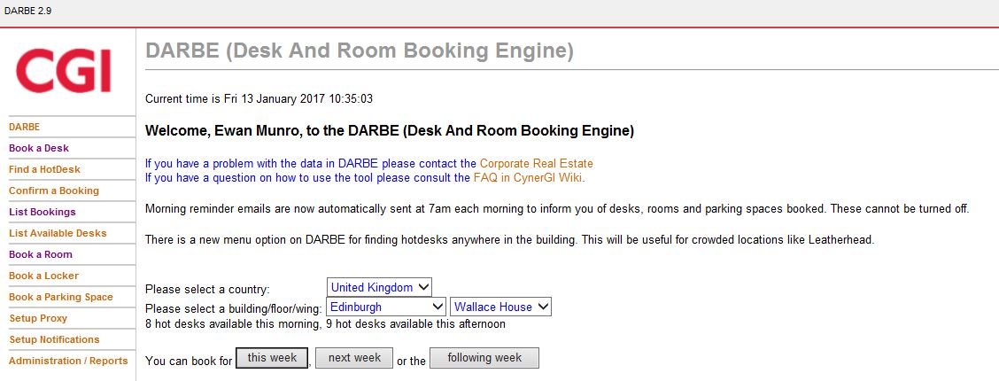 DARBE 2.9
CGI
DARBE
Book a Desk
Find a HotDesk
Confirm a Booking
List Bookings
List Available Desks
Book a Room
Book a Locker
Book a Parking Space
Setup Proxy
Setup Notifications
Administration / Reports
DARBE (Desk And Room Booking Engine)
Current time is Fri 13 January 2017 10:35:03
Welcome, Ewan Munro, to the DARBE (Desk And Room Booking Engine)
If you have a problem with the data in DARBE please contact the Corporate Real Estate
If you have a question on how to use the tool please consult the FAQ in CynerGI Wiki.
Morning reminder emails are now automatically sent at 7am each morning to inform you of desks, rooms and parking spaces booked. These cannot be turned off.
There is a new menu option on DARBE for finding hotdesks anywhere in the building. This will be useful for crowded locations like Leatherhead.
Please select a country: United Kingdom
Please select a building/floor/wing: Edinburgh Wallace House
8 hot desks available this morning, 9 hot desks available this afternoon
You can book for this week, next week or the following week